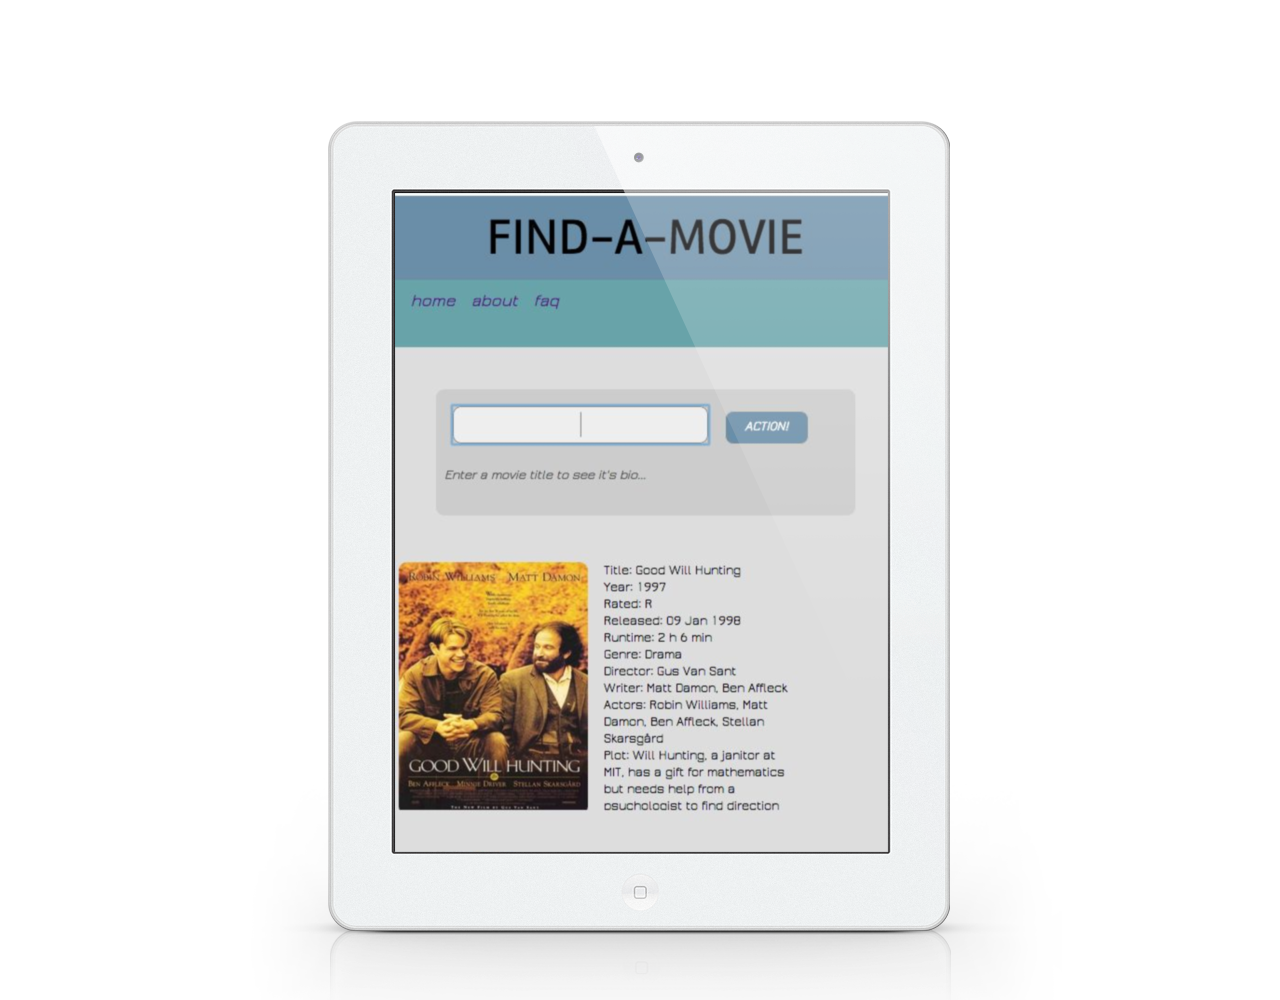 FIND-A-MOVIE
home about faq
ACTION!
Enter a movie title to see it's bio...
ROBIN WILLIAMS MATT DAMON
GOOD WILL HUNTING
BEN AFFLECK MINNIE DRIVER STELLAN SKARSGÅRD
Title: Good Will Hunting
Year: 1997
Rated: R
Released: 09 Jan 1998
Runtime: 2 h 6 min
Genre: Drama
Director: Gus Van Sant
Writer: Matt Damon, Ben Affleck
Actors: Robin Williams, Matt
Damon, Ben Affleck, Stellan
Skarsgård
Plot: Will Hunting, a janitor at
MIT, has a gift for mathematics
but needs help from a
psychologist to find direction